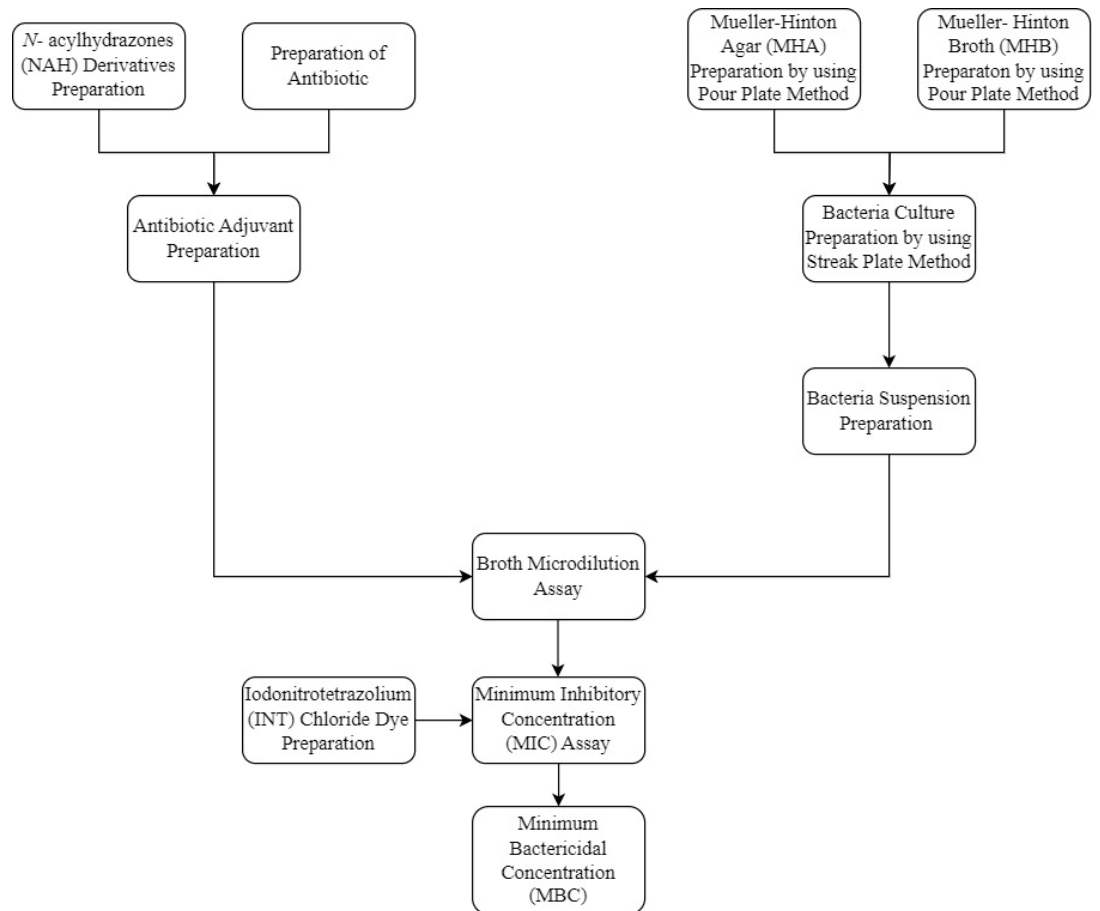 N- acylhydrazones
(NAH) Derivatives
Preparation
Preparation of
Antibiotic
Mueller-Hinton
Agar (MHA)
Preparation by using
Pour Plate Method
Mueller- Hinton
Broth (MHB)
Preparaton by using
Pour Plate Method
Antibiotic Adjuvant
Preparation
Bacteria Culture
Preparation by using
Streak Plate Method
Bacteria Suspension
Preparation
Broth Microdilution
Assay
Iodonitrotetrazolium
(INT) Chloride Dye
Preparation
Minimum Inhibitory
Concentration
(MIC) Assay
Minimum
Bactericidal
Concentration
(MBC)